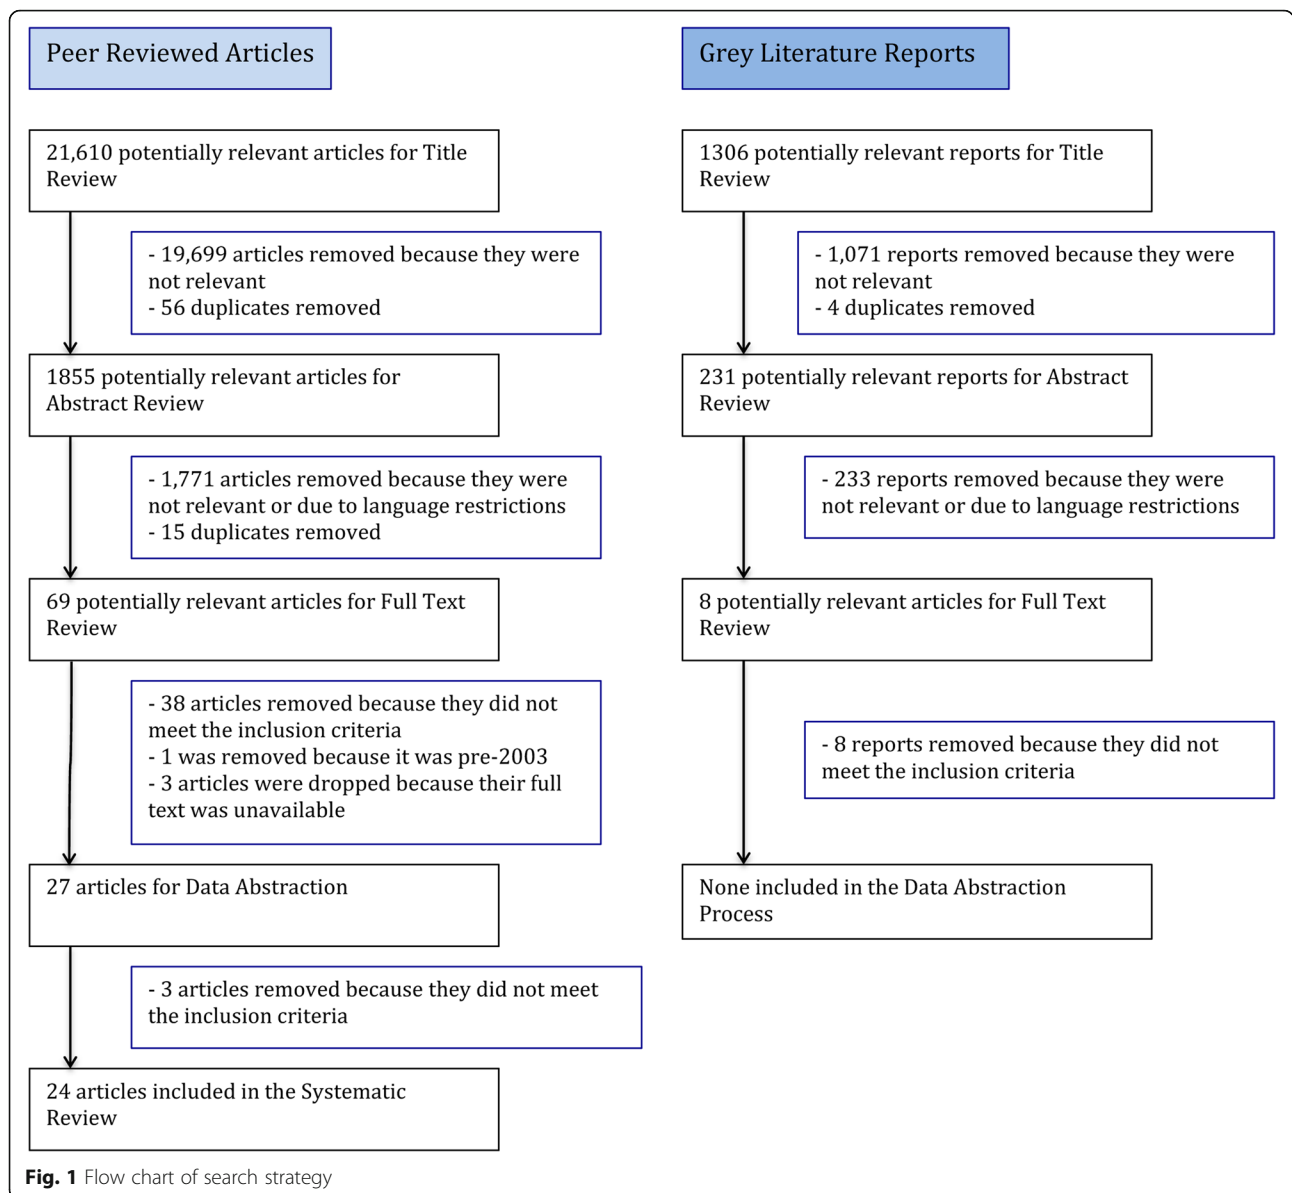 Peer Reviewed Articles
21,610 potentially relevant articles for Title
Review
- 19,699 articles removed because they were
not relevant
- 56 duplicates removed
1855 potentially relevant articles for
Abstract Review
- 1,771 articles removed because they were
not relevant or due to language restrictions
- 15 duplicates removed
69 potentially relevant articles for Full Text
Review
- 38 articles removed because they did not
meet the inclusion criteria
- 1 was removed because it was pre-2003
- 3 articles were dropped because their full
text was unavailable
27 articles for Data Abstraction
- 3 articles removed because they did not meet
the inclusion criteria
24 articles included in the Systematic
Review
Grey Literature Reports
1306 potentially relevant reports for Title
Review
- 1,071 reports removed because they were
not relevant
- 4 duplicates removed
231 potentially relevant reports for Abstract
Review
- 233 reports removed because they were
not relevant or due to language restrictions
8 potentially relevant articles for Full Text
Review
- 8 reports removed because they did not
meet the inclusion criteria
None included in the Data Abstraction
Process
Fig. 1 Flow chart of search strategy